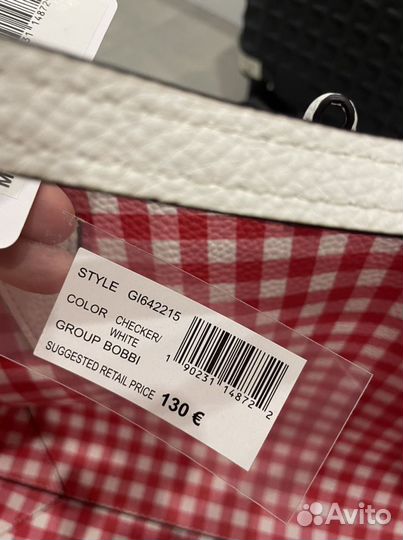 STYLE GI642215
COLOR CHECKER/
WHITE
GROUP BOBBI
SUGGESTED RETAIL PRICE 130 €
1 90231 14872 2
Avito